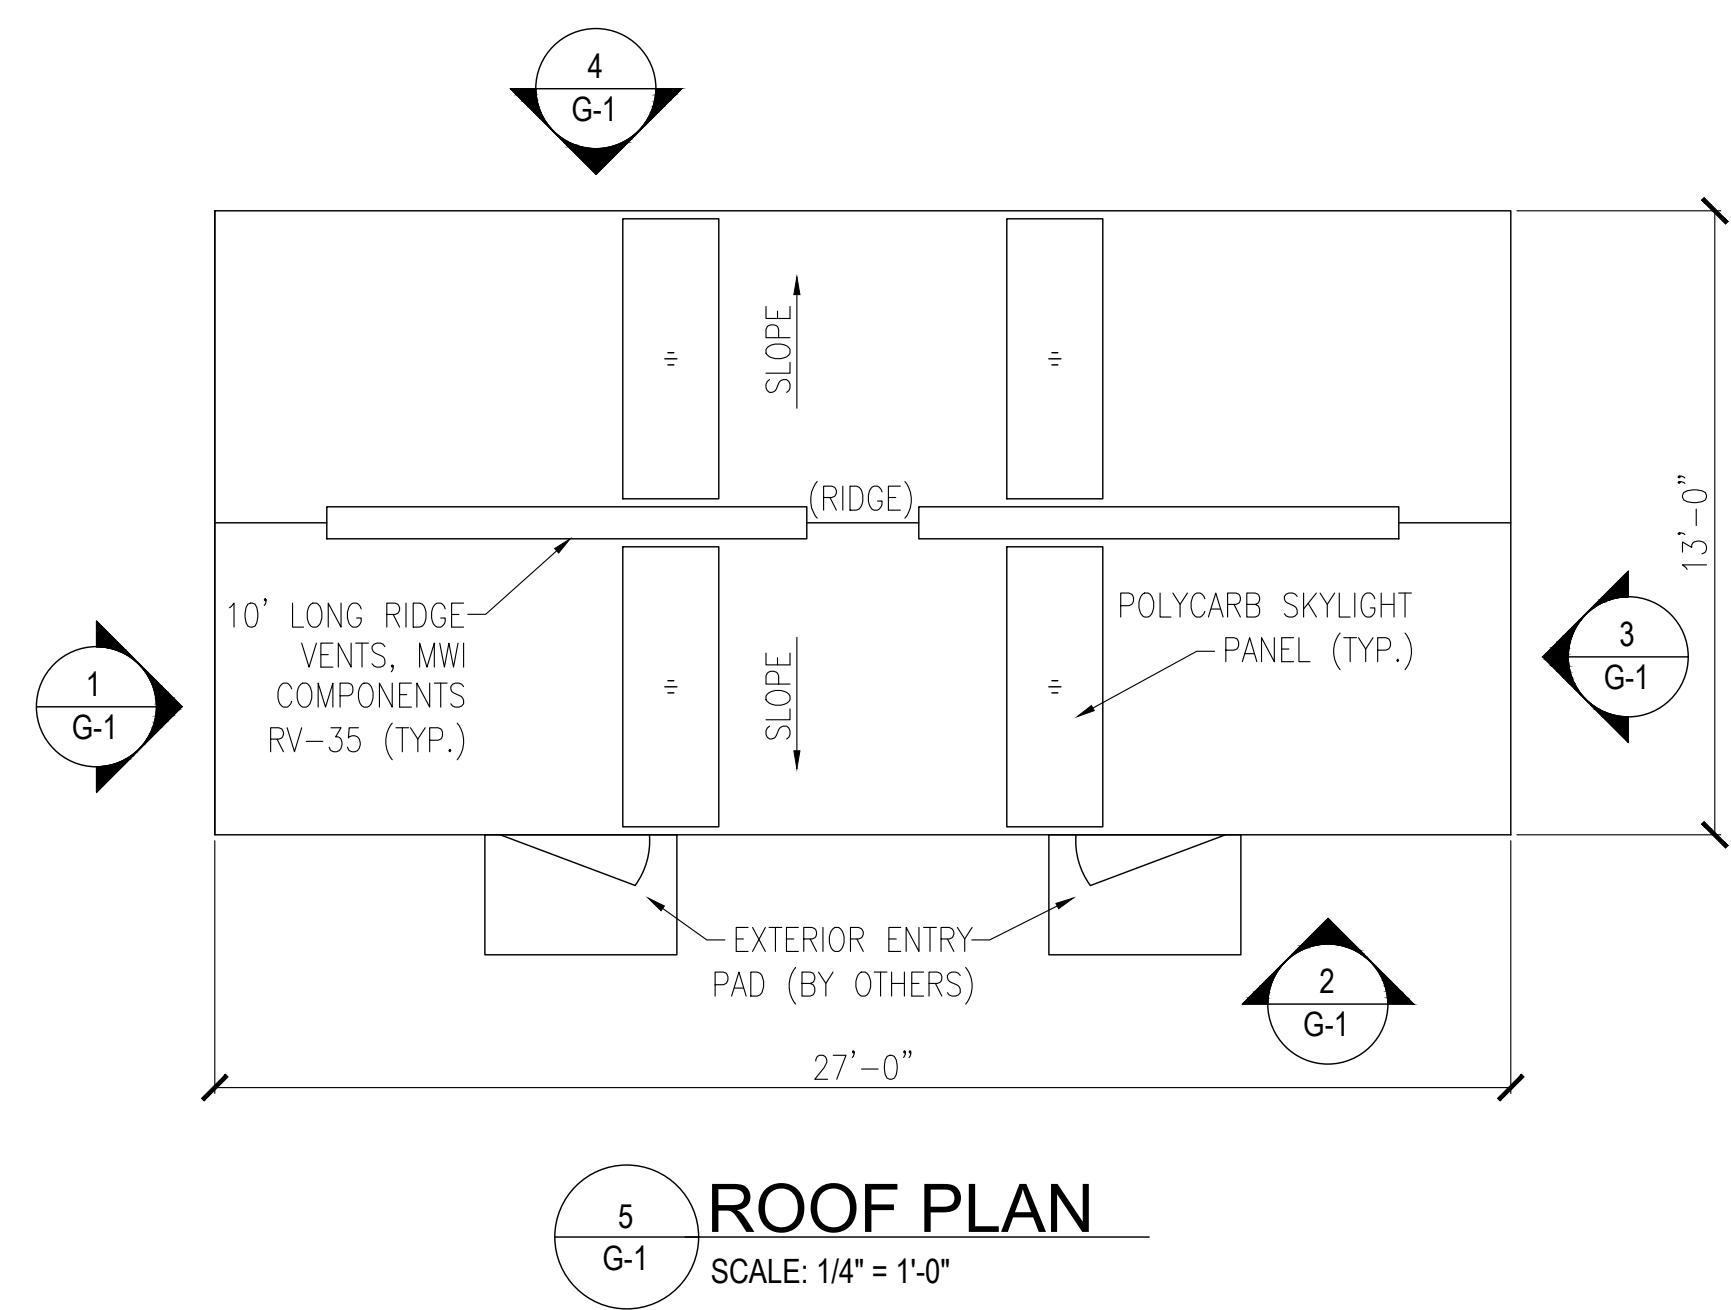 4
G-1
SLOPE
(RIDGE)
13'-0"
10' LONG RIDGE
VENTS, MWI
COMPONENTS
RV-35 (TYP.)
SLOPE
POLYCARB SKYLIGHT
PANEL (TYP.)
1
G-1
3
G-1
EXTERIOR ENTRY
PAD (BY OTHERS)
2
G-1
27'-0"
5
G-1
ROOF PLAN
SCALE: 1/4" = 1'-0"